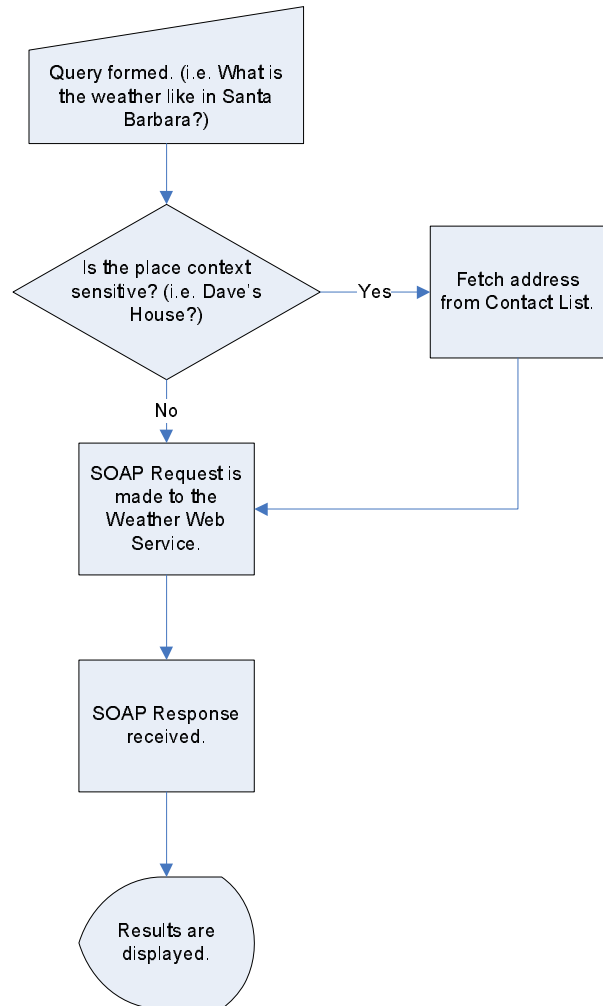 Query formed. (i.e. What is
the weather like in Santa
Barbara?)
Is the place context
sensitive? (i.e. Dave's
House?)
Yes
Fetch address
from Contact List.
No
SOAP Request is
made to the
Weather Web
Service.
SOAP Response
received.
Results are
displayed.